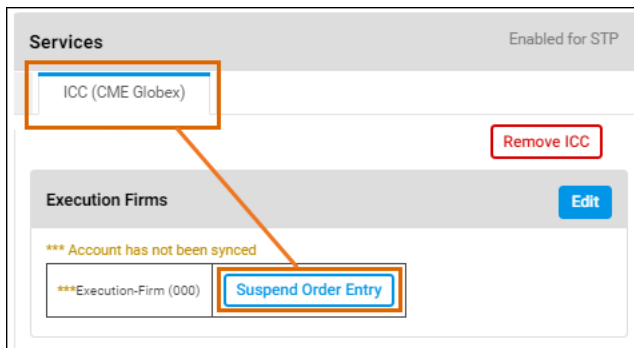 Services
Enabled for STP
ICC (CME Globex)
Remove ICC
Execution Firms
Edit
*** Account has not been synced
***Execution-Firm (000)
Suspend Order Entry